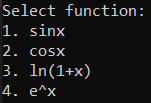 Select function:
1. sinx
2. cosx
3. ln(1+x)
4. e^x